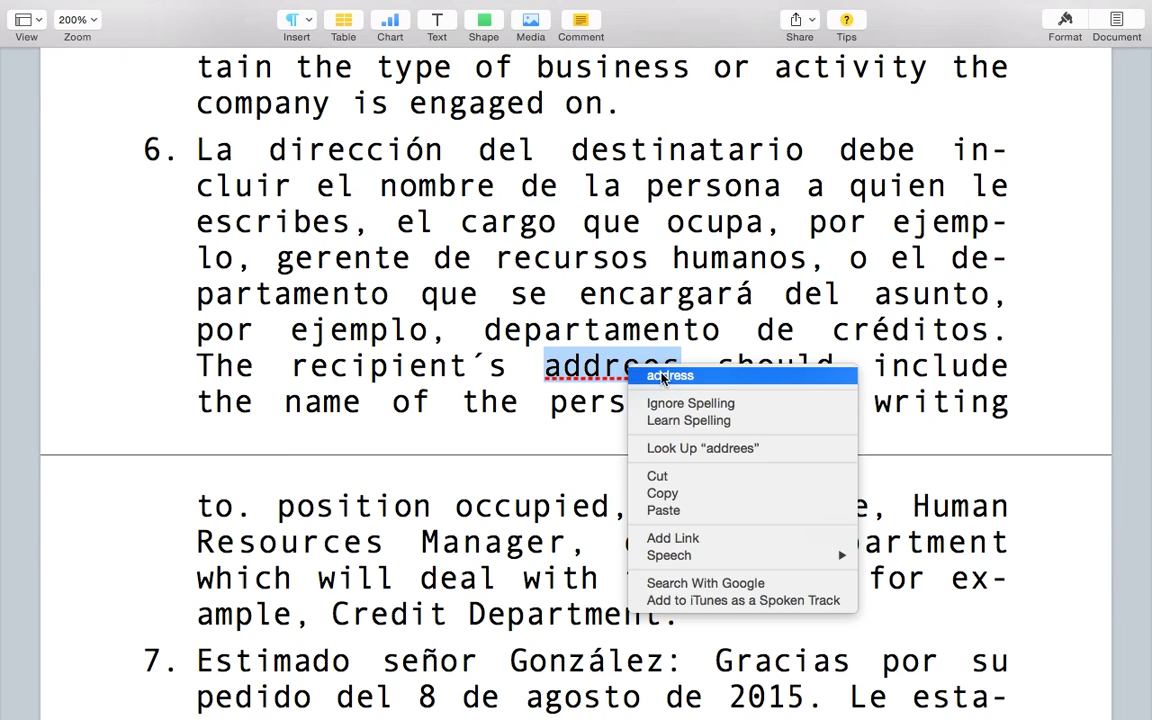 200%
View
Zoom
Insert
Table
Chart
T
Text
Shape
Media
Comment
Share
?
Tips
Format
Document
tain the type of business or activity the
company is engaged on.
6. La dirección del destinatario debe in-
cluir el nombre de la persona a quien le
escribes, el cargo que ocupa, por ejemp-
lo, gerente de recursos humanos, o el de-
partamento que se encargará del asunto,
por ejemplo, departamento de créditos.
The recipient´s addrees should include
the name of the pers writing
address
Ignore Spelling
Learn Spelling
Look Up “addrees”
Cut
Copy
Paste
Add Link
Speech
Search With Google
Add to iTunes as a Spoken Track
to. position occupied, e, Human
Resources Manager, partment
which will deal with for ex-
ample, Credit Department.
7. Estimado señor González: Gracias por su
pedido del 8 de agosto de 2015. Le esta-